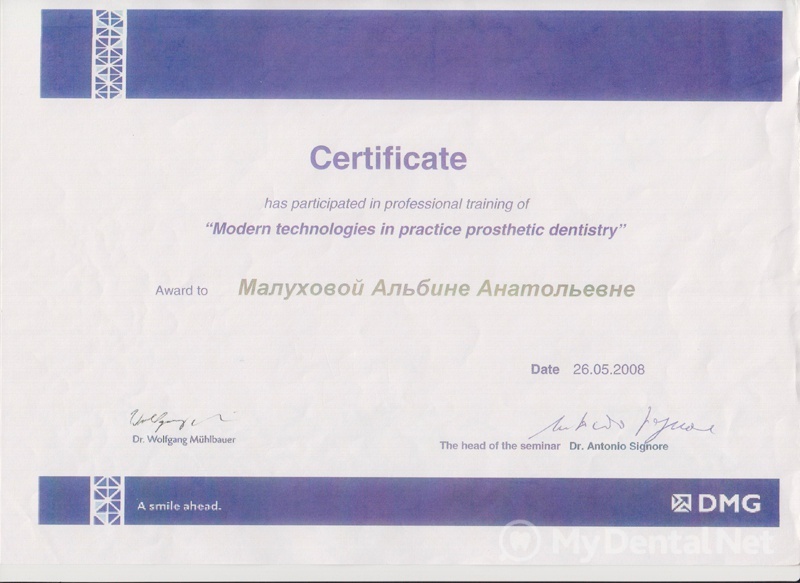 Certificate
has participated in professional training of
“Modern technologies in practice prosthetic dentistry”
Award to Малуховой Альбине Анатольевне
Date 26.05.2008
Dr. Wolfgang Mühlbauer
The head of the seminar Dr. Antonio Signore
A smile ahead.
DMG
MyDentalNet